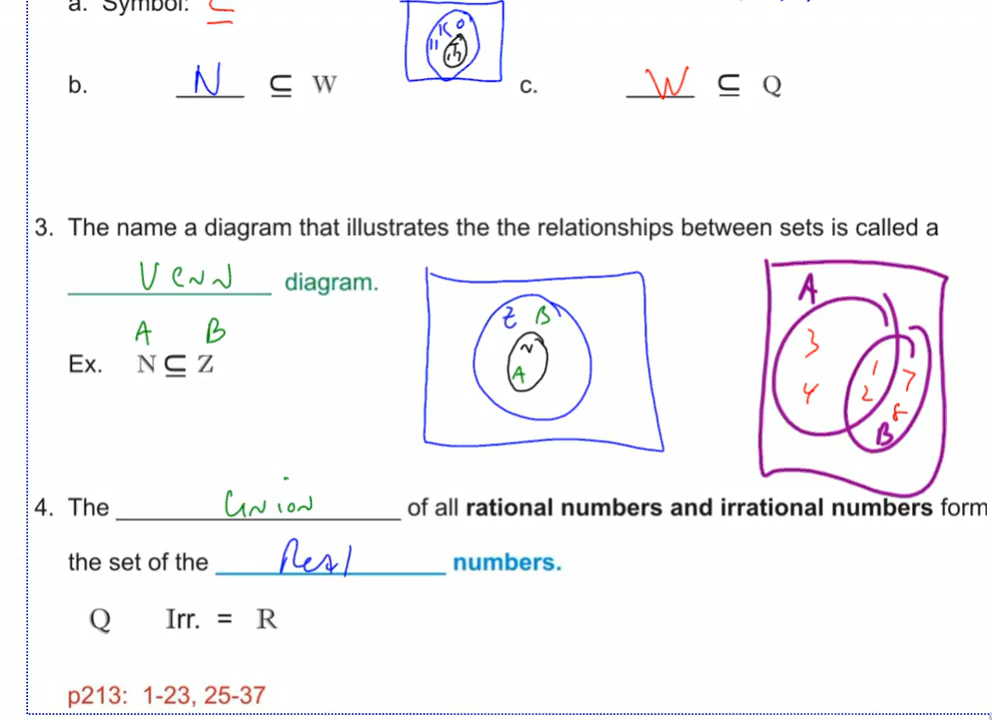 a. Symbol: ⊆
b. N ⊆ W
c. W ⊆ Q
3. The name a diagram that illustrates the the relationships between sets is called a
Venn diagram.
A B
Ex. N ⊆ Z
Z B
N
A
A
3
4
1
2
7
8
B
4. The Union of all rational numbers and irrational numbers form
the set of the Real numbers.
Q Irr. = R
p213: 1-23, 25-37